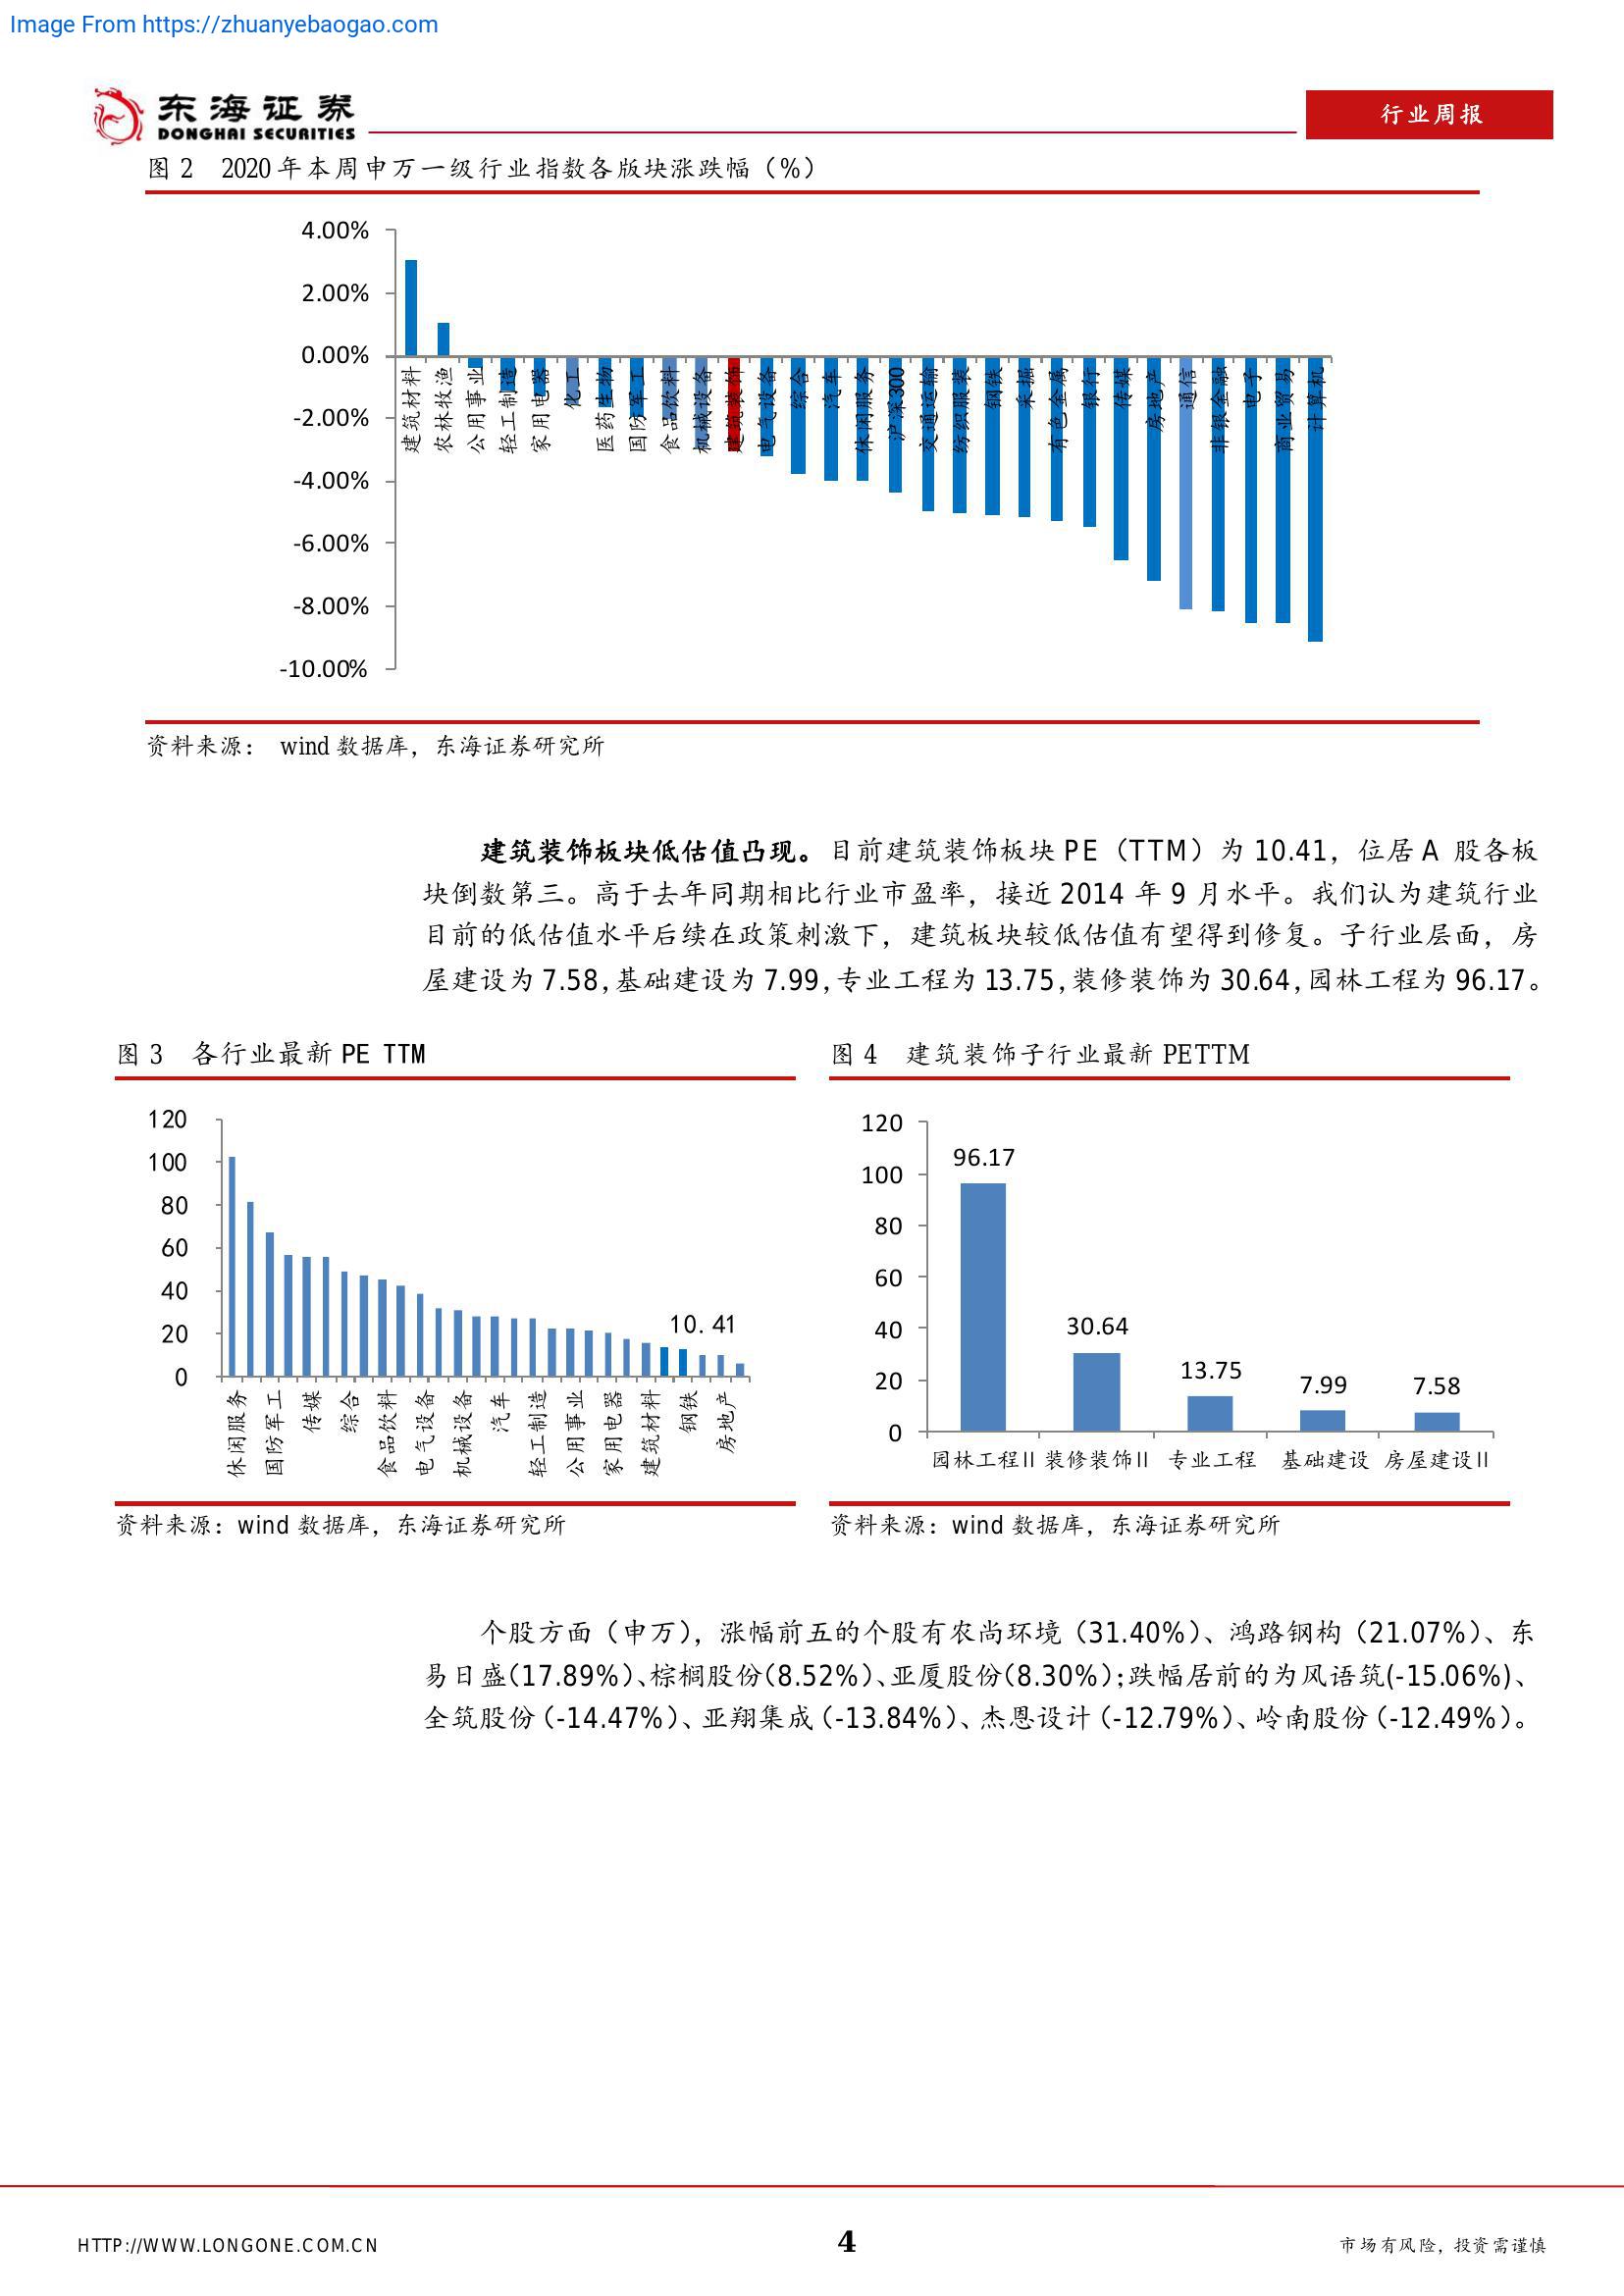 Image From https://zhuanyebaogao.com
东海证券
DONGHAI SECURITIES
行业周报
图 2 2020 年本周申万一级行业指数各版块涨跌幅（%）
4.00%
2.00%
0.00%
-2.00%
-4.00%
-6.00%
-8.00%
-10.00%
建筑材料
农林牧渔
公用事业
轻工制造
家用电器
化工
医药生物
国防军工
食品饮料
机械设备
建筑装饰
电气设备
综合
汽车
休闲服务
沪深300
交通运输
纺织服装
钢铁
采掘
有色金属
银行
传媒
房地产
通信
非银金融
电子
商业贸易
计算机
资料来源： wind 数据库，东海证券研究所
建筑装饰板块低估值凸现。目前建筑装饰板块 PE（TTM）为 10.41，位居 A 股各板
块倒数第三。高于去年同期相比行业市盈率，接近 2014 年 9 月水平。我们认为建筑行业
目前的低估值水平后续在政策刺激下，建筑板块较低估值有望得到修复。子行业层面，房
屋建设为 7.58，基础建设为 7.99，专业工程为 13.75，装修装饰为 30.64，园林工程为 96.17。
图 3 各行业最新 PE TTM
120
100
80
60
40
20
0
10.41
休闲服务
国防军工
传媒
综合
食品饮料
电气设备
机械设备
汽车
轻工制造
公用事业
家用电器
建筑材料
钢铁
房地产
资料来源：wind 数据库，东海证券研究所
图 4 建筑装饰子行业最新 PETTM
120
100
80
60
40
20
0
96.17
30.64
13.75
7.99
7.58
园林工程II 装修装饰II 专业工程 基础建设 房屋建设II
资料来源：wind 数据库，东海证券研究所
个股方面（申万），涨幅前五的个股有农尚环境（31.40%）、鸿路钢构（21.07%）、东
易日盛(17.89%)、棕榈股份(8.52%)、亚厦股份(8.30%)；跌幅居前的为风语筑(-15.06%)、
全筑股份（-14.47%）、亚翔集成（-13.84%）、杰恩设计（-12.79%）、岭南股份（-12.49%）。
HTTP://WWW.LONGONE.COM.CN
4
市场有风险，投资需谨慎